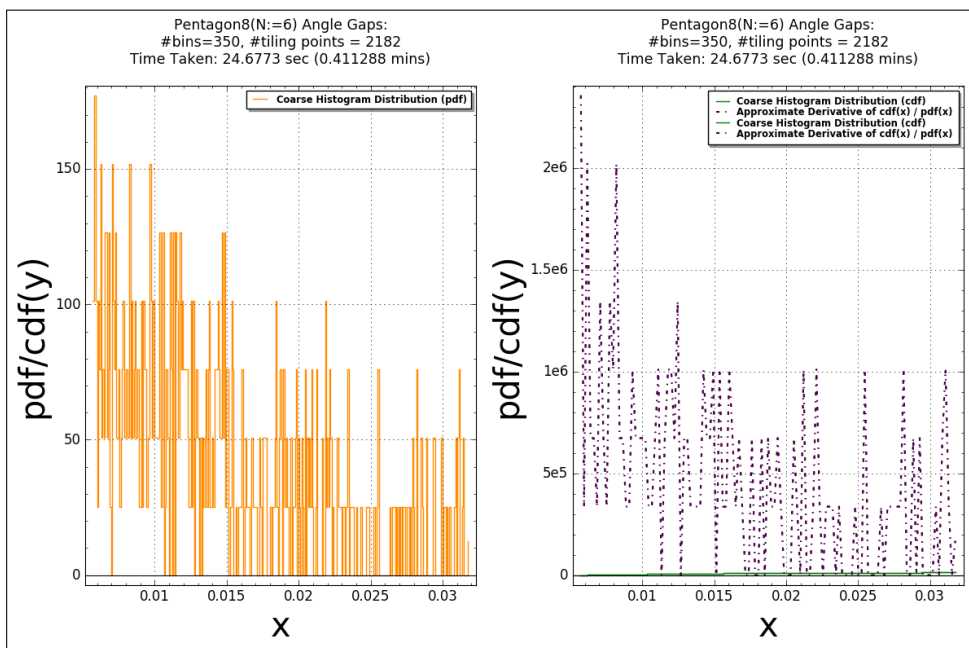 Pentagon8(N:=6) Angle Gaps:
#bins=350, #tiling points = 2182
Time Taken: 24.6773 sec (0.411288 mins)
Coarse Histogram Distribution (pdf)
150
100
50
0
pdf/cdf(y)
0.01
0.015
0.02
0.025
0.03
x
Pentagon8(N:=6) Angle Gaps:
#bins=350, #tiling points = 2182
Time Taken: 24.6773 sec (0.411288 mins)
Coarse Histogram Distribution (cdf)
Approximate Derivative of cdf(x) / pdf(x)
Coarse Histogram Distribution (cdf)
Approximate Derivative of cdf(x) / pdf(x)
2e6
1.5e6
1e6
5e5
0
pdf/cdf(y)
0.01
0.015
0.02
0.025
0.03
x